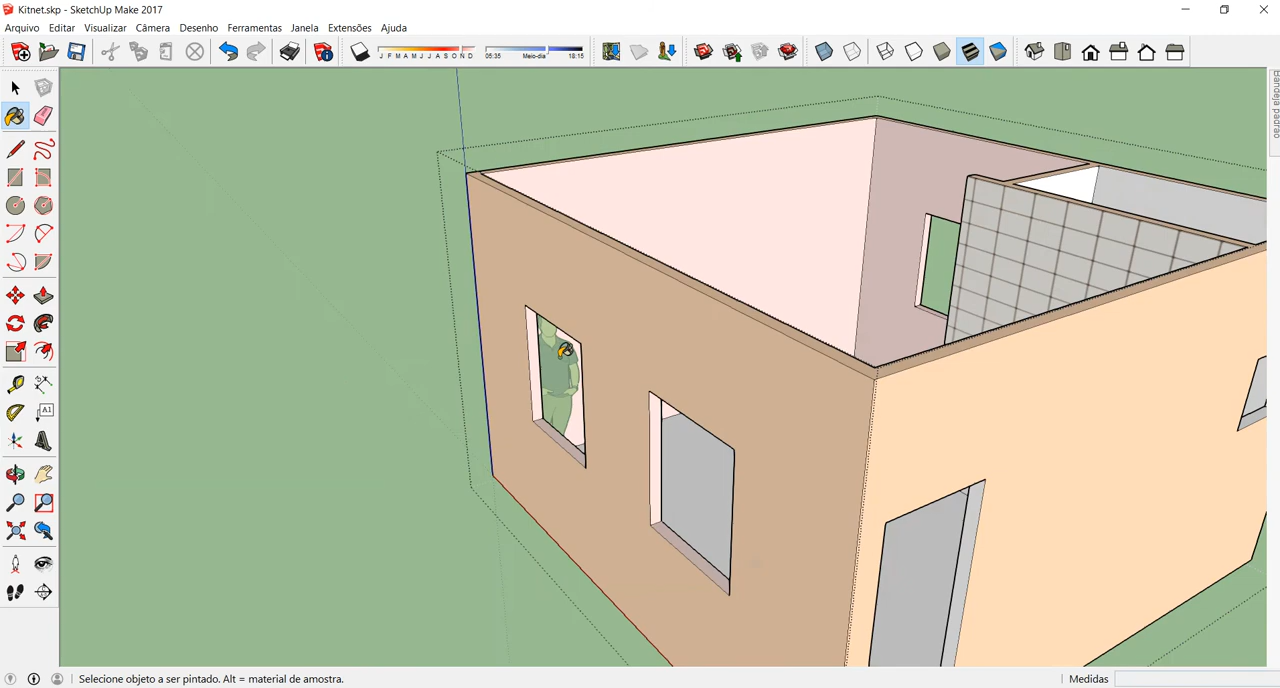 Kitnet.skp - SketchUp Make 2017
Arquivo Editar Visualizar Câmera Desenho Ferramentas Janela Extensões Ajuda
J F M A M J J A S O N D 05:35 Meio-dia 18:15
Bandeja padrão
A1
Selecione objeto a ser pintado. Alt = material de amostra.
Medidas